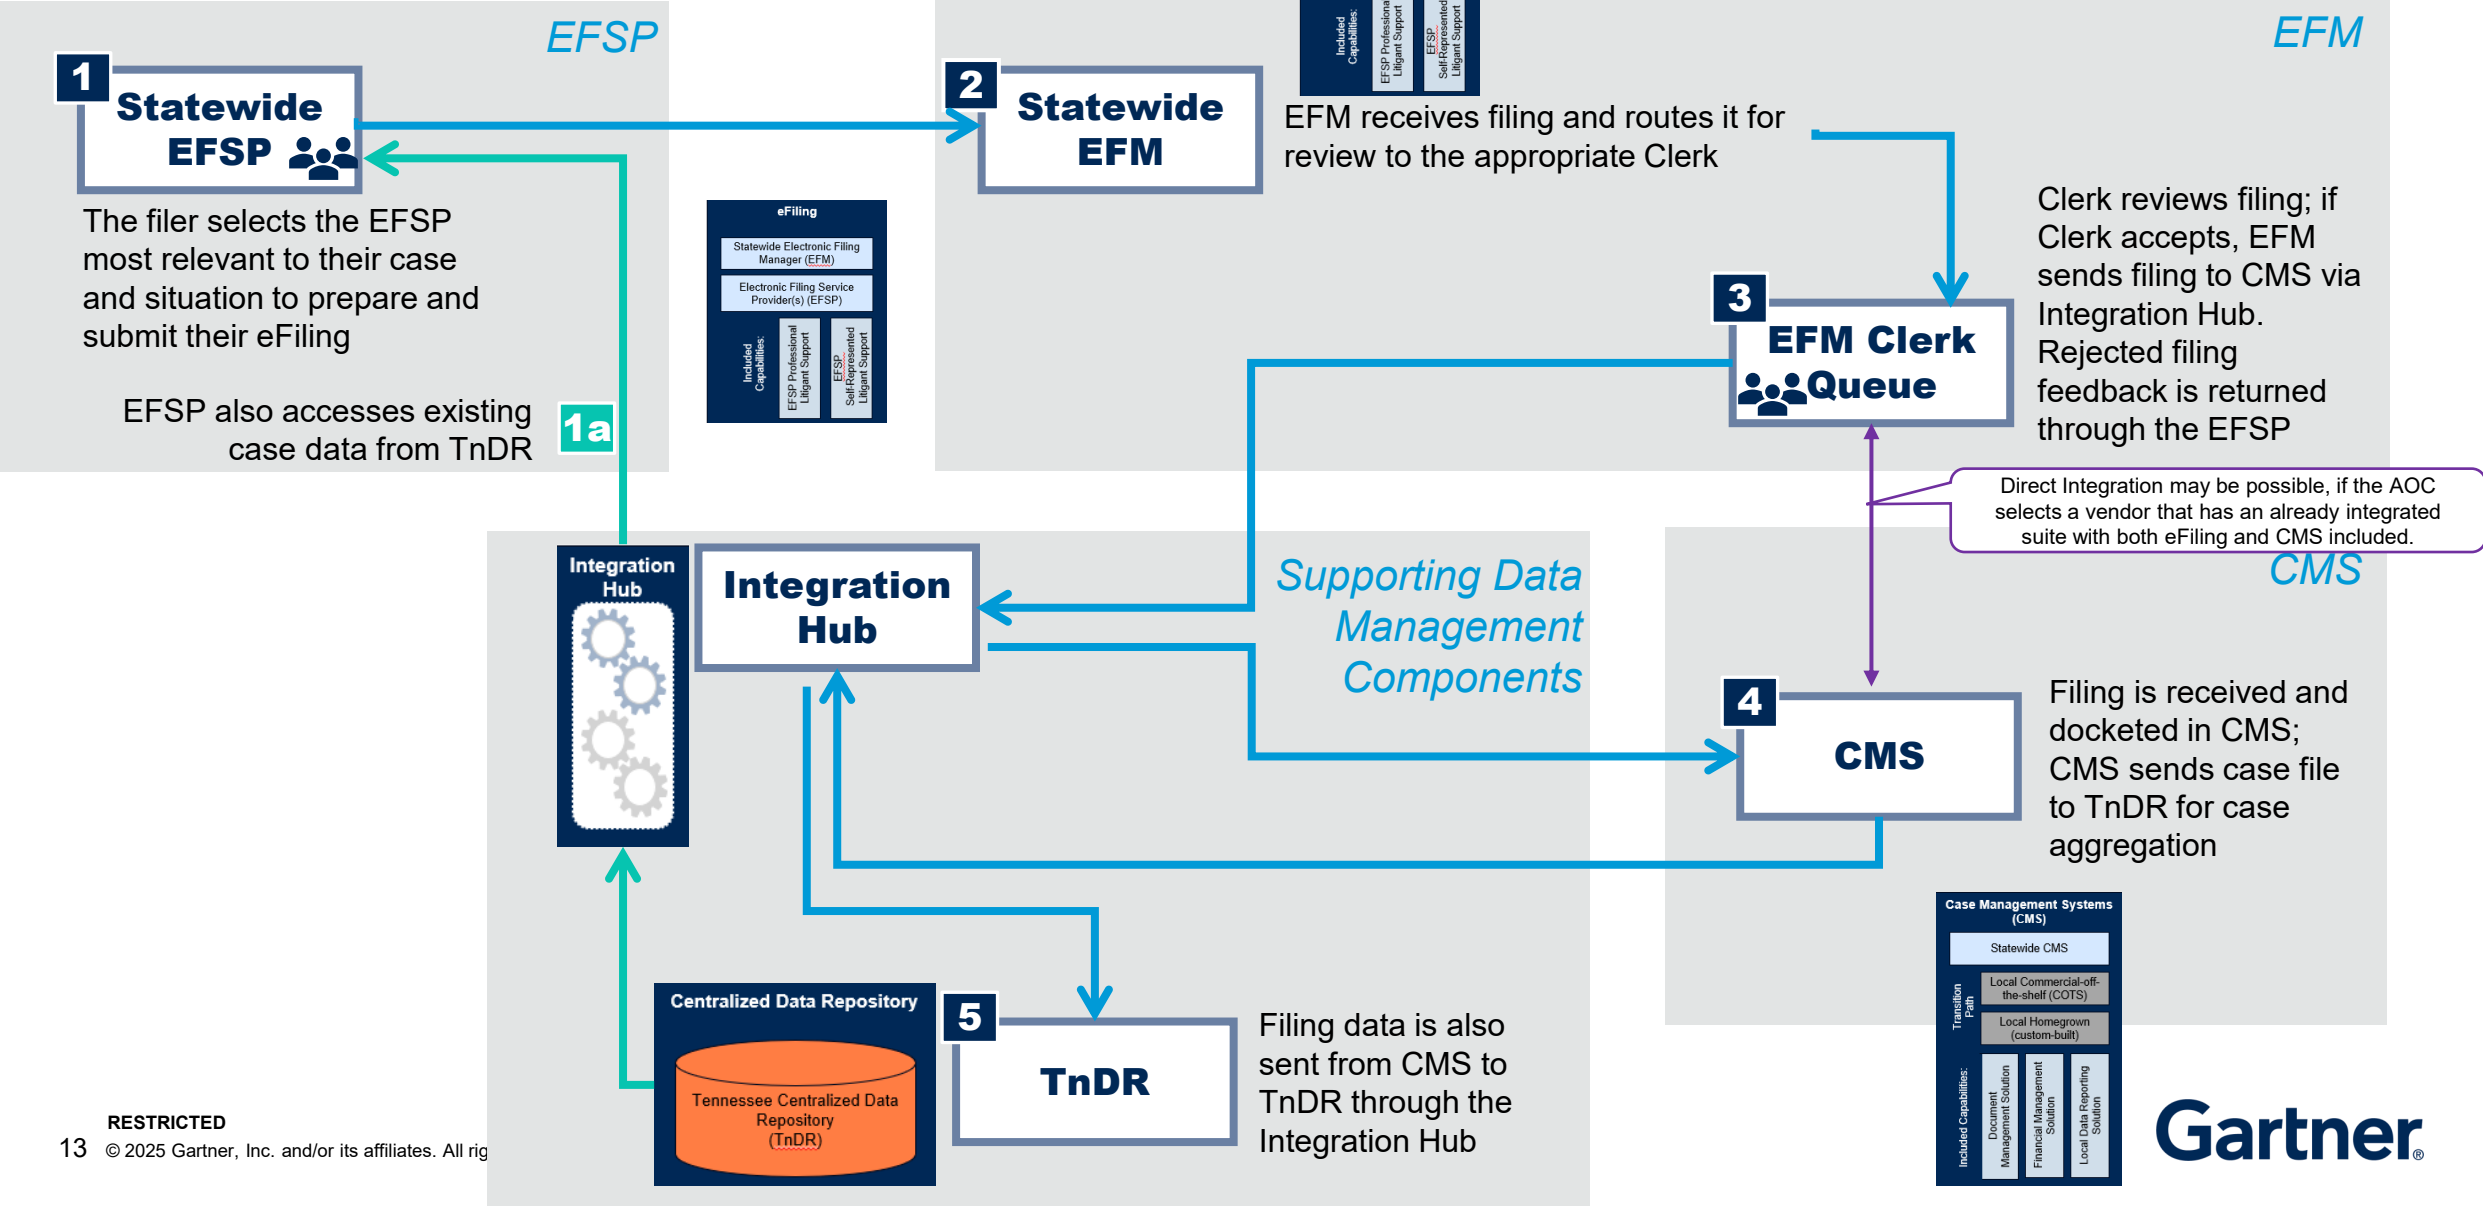 EFSP
1
Statewide
EFSP
The filer selects the EFSP
most relevant to their case
and situation to prepare and
submit their eFiling
EFSP also accesses existing
case data from TnDR
1a
eFiling
Statewide Electronic Filing
Manager (EFM)
Electronic Filing Service
Provider(s) (EFSP)
Included
Capabilities:
EFSP Professional
Litigant Support
EFSP
Self-Represented
Litigant Support
EFM
2
Statewide
EFM
Included
Capabilities:
EFSP Professional
Litigant Support
EFSP
Self-Represented
Litigant Support
EFM receives filing and routes it for
review to the appropriate Clerk
3
EFM Clerk
Queue
Clerk reviews filing; if
Clerk accepts, EFM
sends filing to CMS via
Integration Hub.
Rejected filing
feedback is returned
through the EFSP
Direct Integration may be possible, if the AOC
selects a vendor that has an already integrated
suite with both eFiling and CMS included.
Integration
Hub
Integration
Hub
Supporting Data
Management
Components
CMS
4
CMS
Filing is received and
docketed in CMS;
CMS sends case file
to TnDR for case
aggregation
Case Management Systems
(CMS)
Statewide CMS
Transition
Path
Local Commercial-off-
the-shelf (COTS)
Local Homegrown
(custom-built)
Included Capabilities:
Document
Management Solution
Financial Management
Solution
Local Data Reporting
Solution
Centralized Data Repository
Tennessee Centralized Data
Repository
(TnDR)
5
TnDR
Filing data is also
sent from CMS to
TnDR through the
Integration Hub
RESTRICTED
13 © 2025 Gartner, Inc. and/or its affiliates. All rig
Gartner®